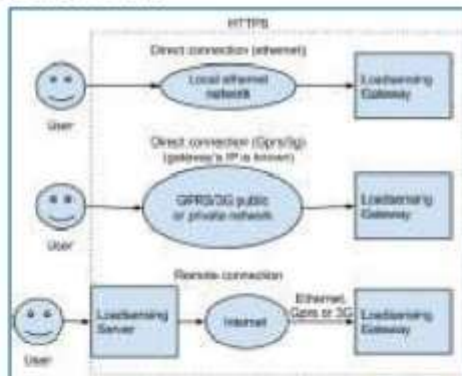 HTTPS
Direct connection (ethernet)
User
Local ethernet
network
Loadsensing
Gateway
Direct connection (Gprs/3g)
(gateway's IP is known)
User
GPRS/3G public
or private network
Loadsensing
Gateway
Remote connection
User
Loadsensing
Server
Internet
Ethernet,
Gprs or 3G
Loadsensing
Gateway